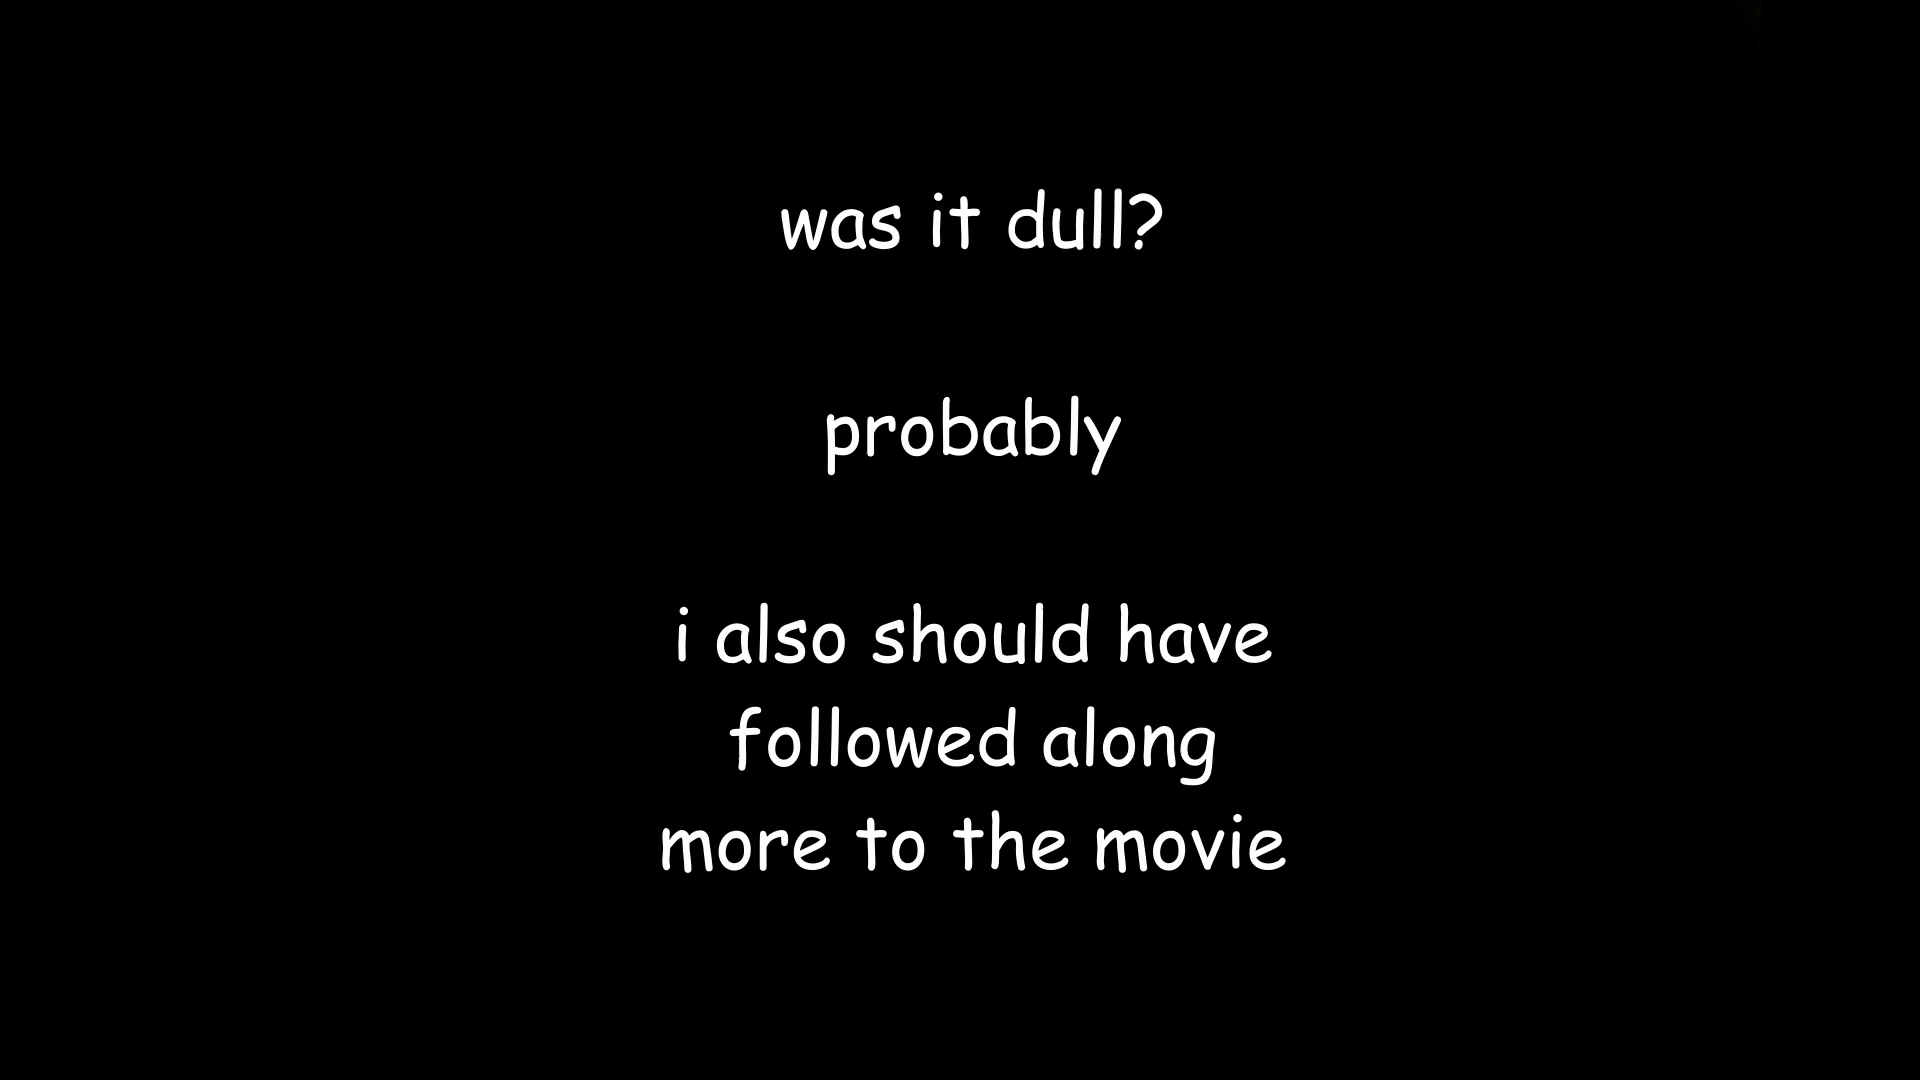 was it dull?
probably
i also should have
followed along
more to the movie